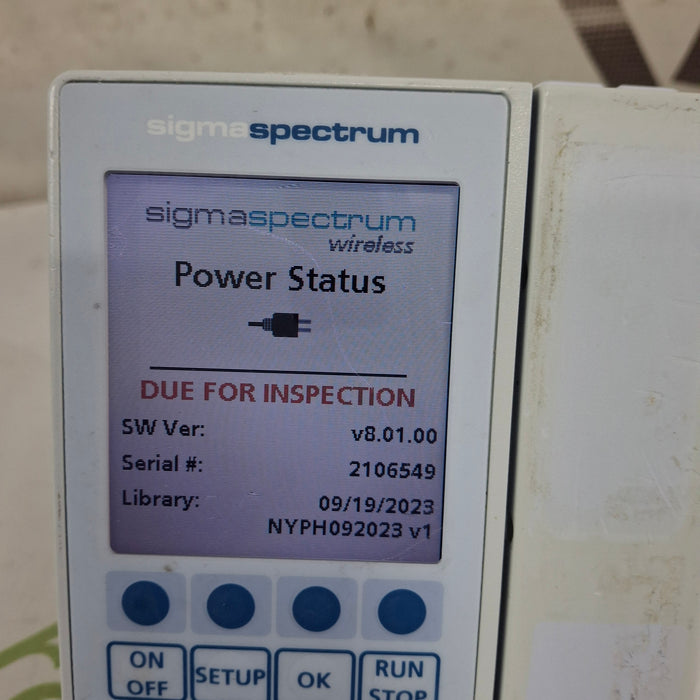 sigmaspectrum
sigmaspectrum
wireless
Power Status
DUE FOR INSPECTION
SW Ver: v8.01.00
Serial #: 2106549
Library: 09/19/2023
NYPH092023 v1
ON OFF
SETUP
OK
RUN STOP